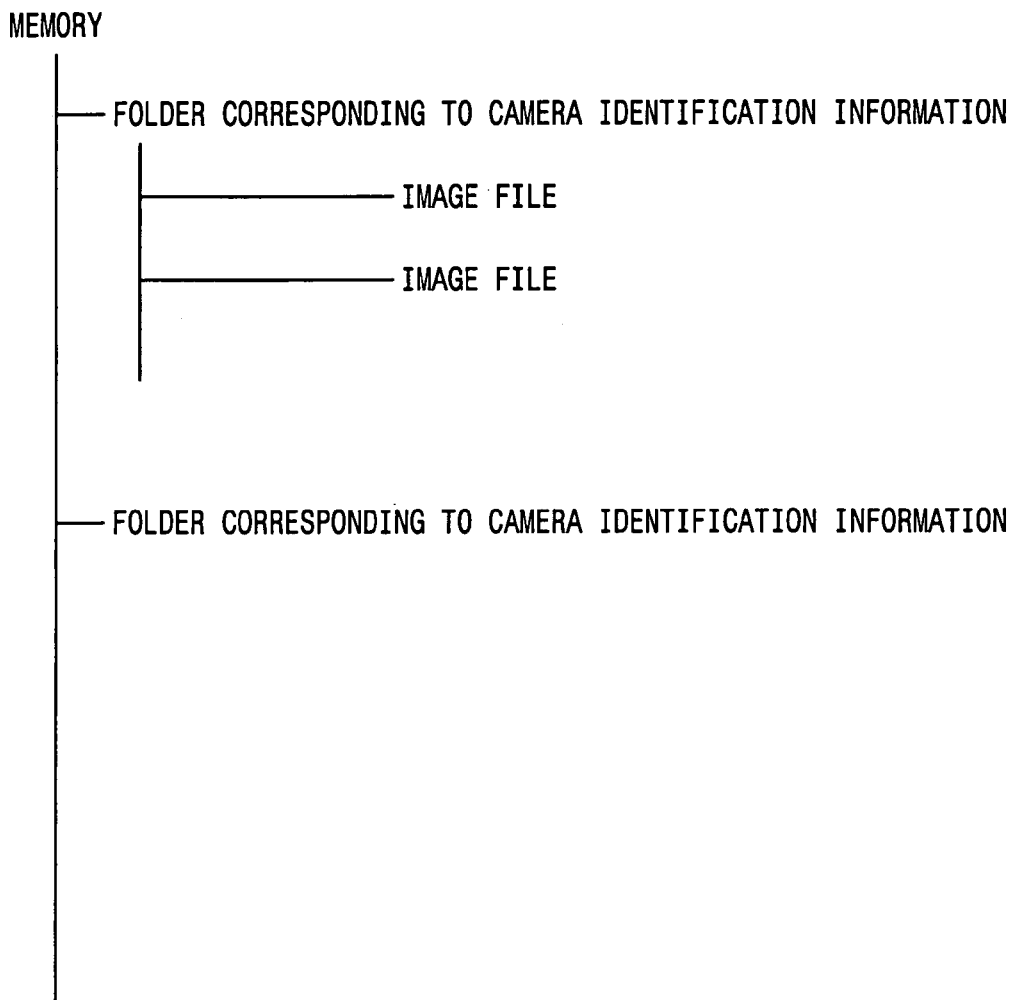 MEMORY
FOLDER CORRESPONDING TO CAMERA IDENTIFICATION INFORMATION
IMAGE FILE
IMAGE FILE
FOLDER CORRESPONDING TO CAMERA IDENTIFICATION INFORMATION